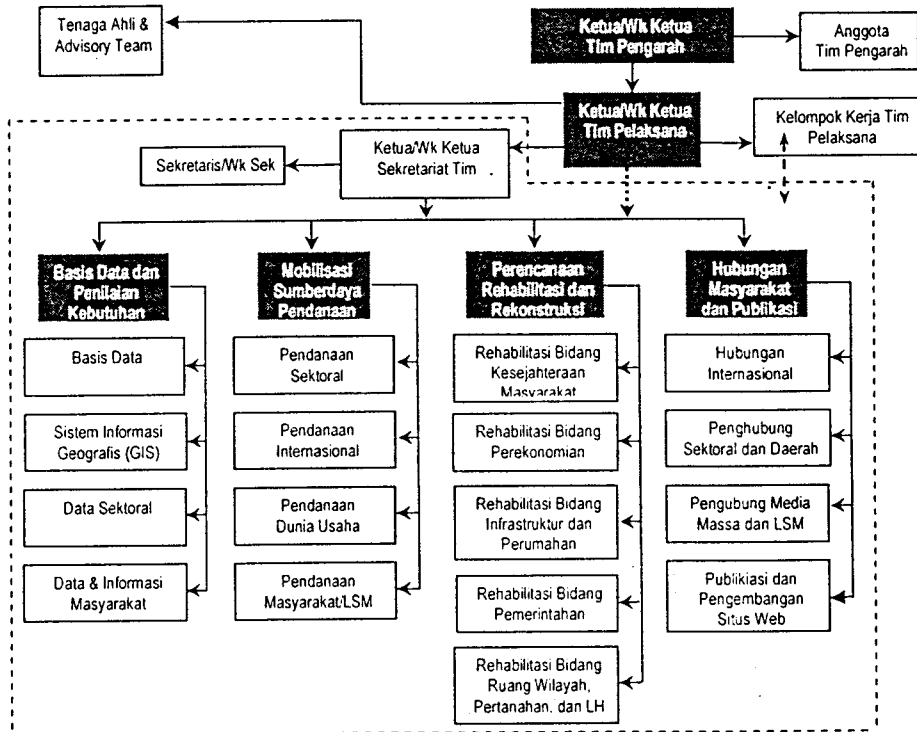 Tenaga Ahli &
Advisory Team
Ketua/Wk Ketua
Tim Pengarah
Anggota
Tim Pengarah
Ketua/Wk Ketua
Tim Pelaksana
Kelompok Kerja Tim
Pelaksana
Ketua/Wk Ketua
Sekretariat Tim
Sekretaris/Wk Sek
Basis Data dan
Penilaian
Kebutuhan
Basis Data
Sistem Informasi
Geografis (GIS)
Data Sektoral
Data & Informasi
Masyarakat
Mobilisasi
Sumberdaya
Pendanaan
Pendanaan
Sektoral
Pendanaan
Internasional
Pendanaan
Dunia Usaha
Pendanaan
Masyarakat/LSM
Perencanaan
Rehabilitasi dan
Rekonstruksi
Rehabilitasi Bidang
Kesejahteraan
Masyarakat
Rehabilitasi Bidang
Perekonomian
Rehabilitasi Bidang
Infrastruktur dan
Perumahan
Rehabilitasi Bidang
Pemerintahan
Rehabilitasi Bidang
Ruang Wilayah,
Pertanahan, dan LH
Hubungan
Masyarakat
dan Publikasi
Hubungan
Internasional
Penghubung
Sektoral dan Daerah
Pengubung Media
Massa dan LSM
Publikiasi dan
Pengembangan
Situs Web